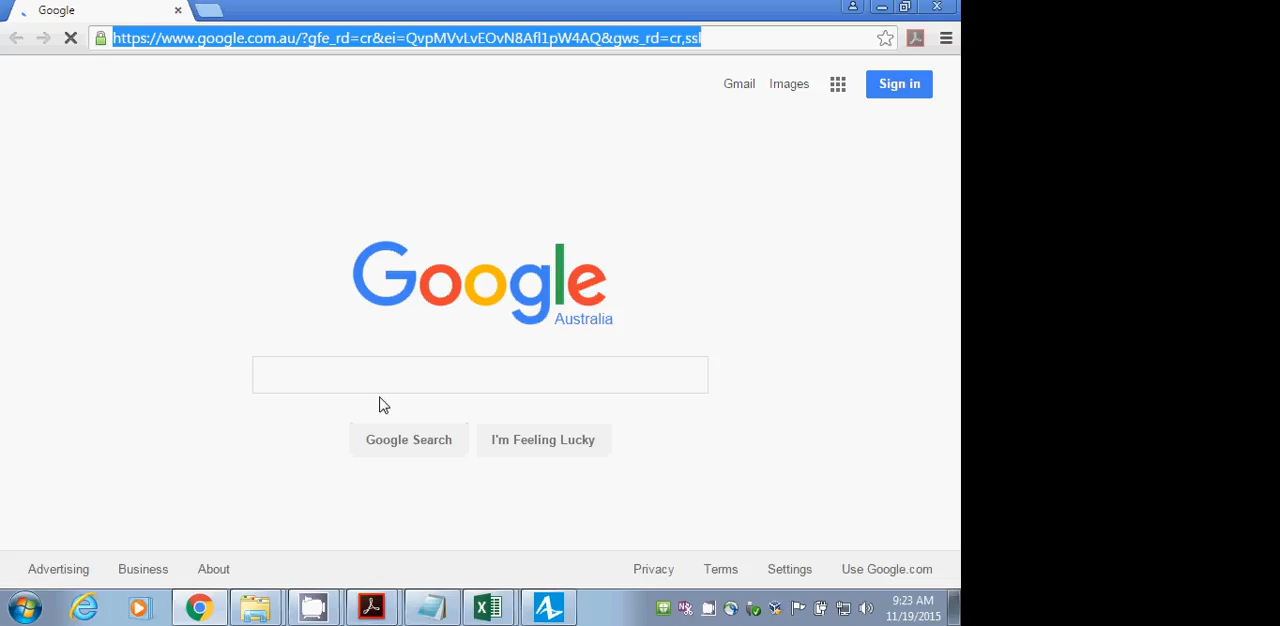 Google
https://www.google.com.au/?gfe_rd=cr&ei=QvpMVvLvEOvN8Afl1pW4AQ&gws_rd=cr,ssl
Gmail Images Sign in
Google
Australia
Google Search I'm Feeling Lucky
Advertising Business About Privacy Terms Settings Use Google.com
9:23 AM
11/19/2015